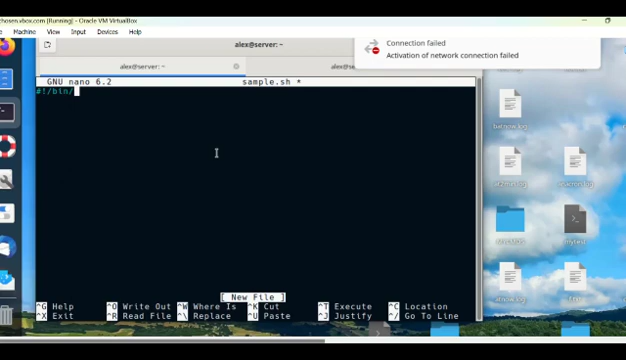 chosen.vbox.com [Running] - Oracle VM VirtualBox
Machine View Input Devices Help
alex@server: ~
Connection failed
Activation of network connection failed
alex@server: ~
GNU nano 6.2 sample.sh *
#!/bin/
[ New File ]
^G Help ^O Write Out ^W Where Is ^K Cut ^T Execute ^C Location
^X Exit ^R Read File ^\ Replace ^U Paste ^J Justify ^/ Go To Line